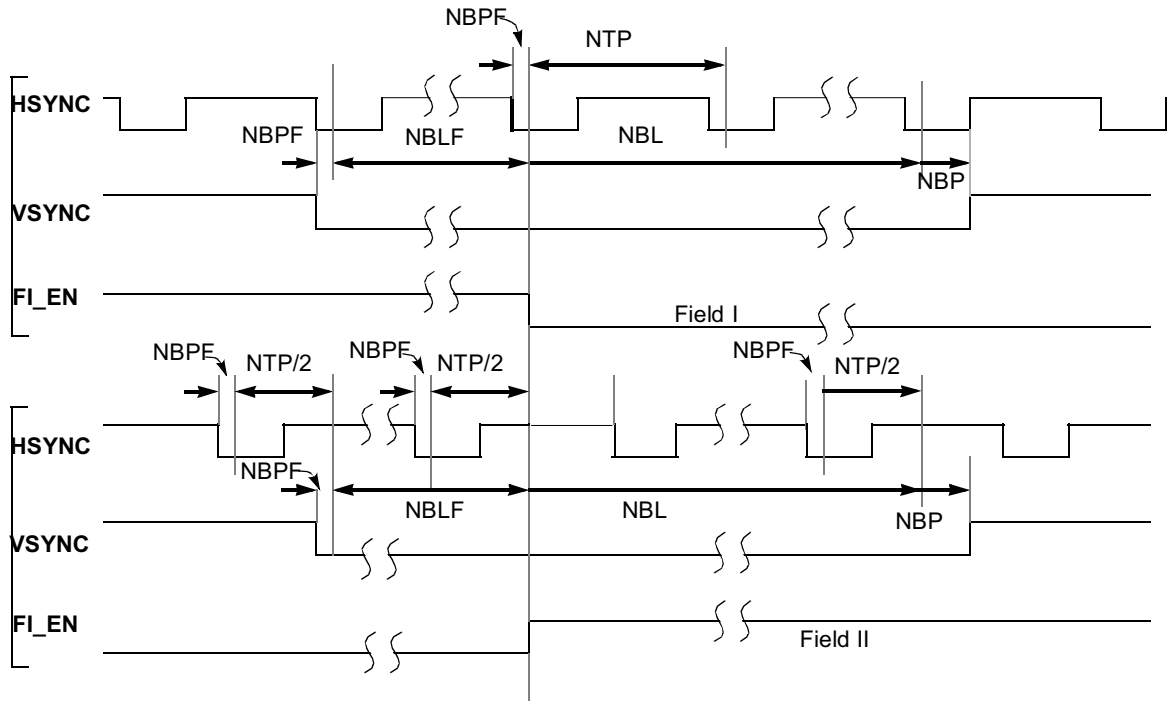 NBPF
NTP
HSYNC
NBPF
NBLF
NBL
NBP
VSYNC
FI_EN
Field I
NBPF
NTP/2
NBPF
NTP/2
NBPF
NTP/2
HSYNC
NBPF
NBLF
NBL
NBP
VSYNC
FI_EN
Field II